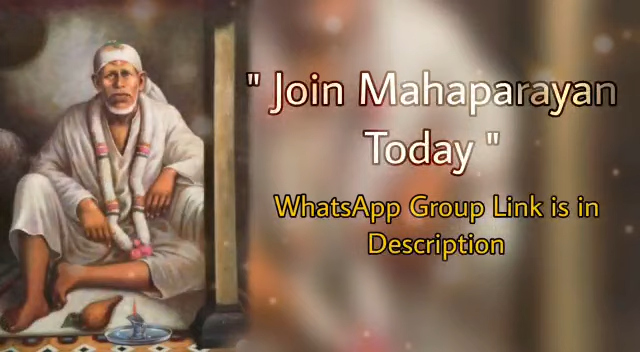 " Join Mahaparayan
Today "
WhatsApp Group Link is in
Description